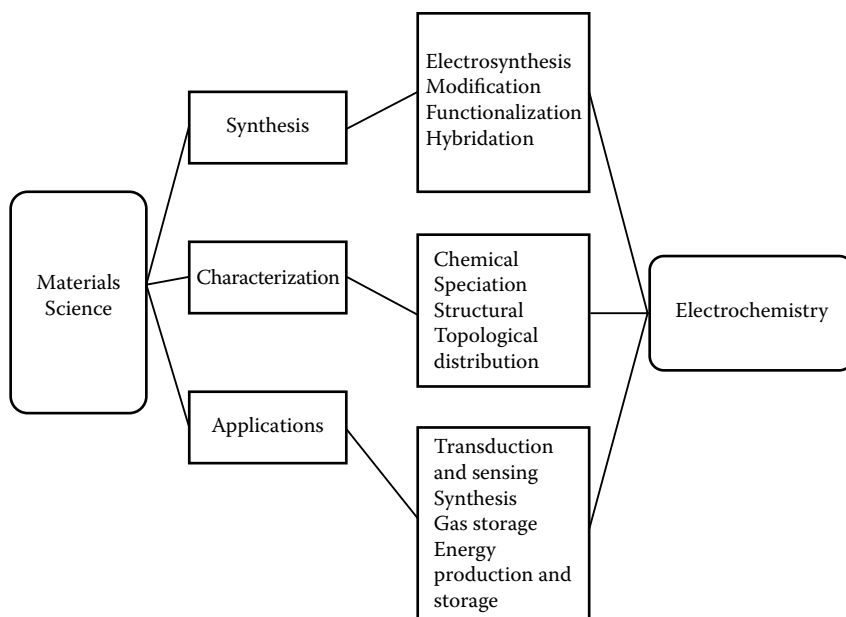 Materials
Science
Synthesis
Characterization
Applications
Electrosynthesis
Modification
Functionalization
Hybridation
Chemical
Speciation
Structural
Topological
distribution
Transduction
and sensing
Synthesis
Gas storage
Energy
production and
storage
Electrochemistry